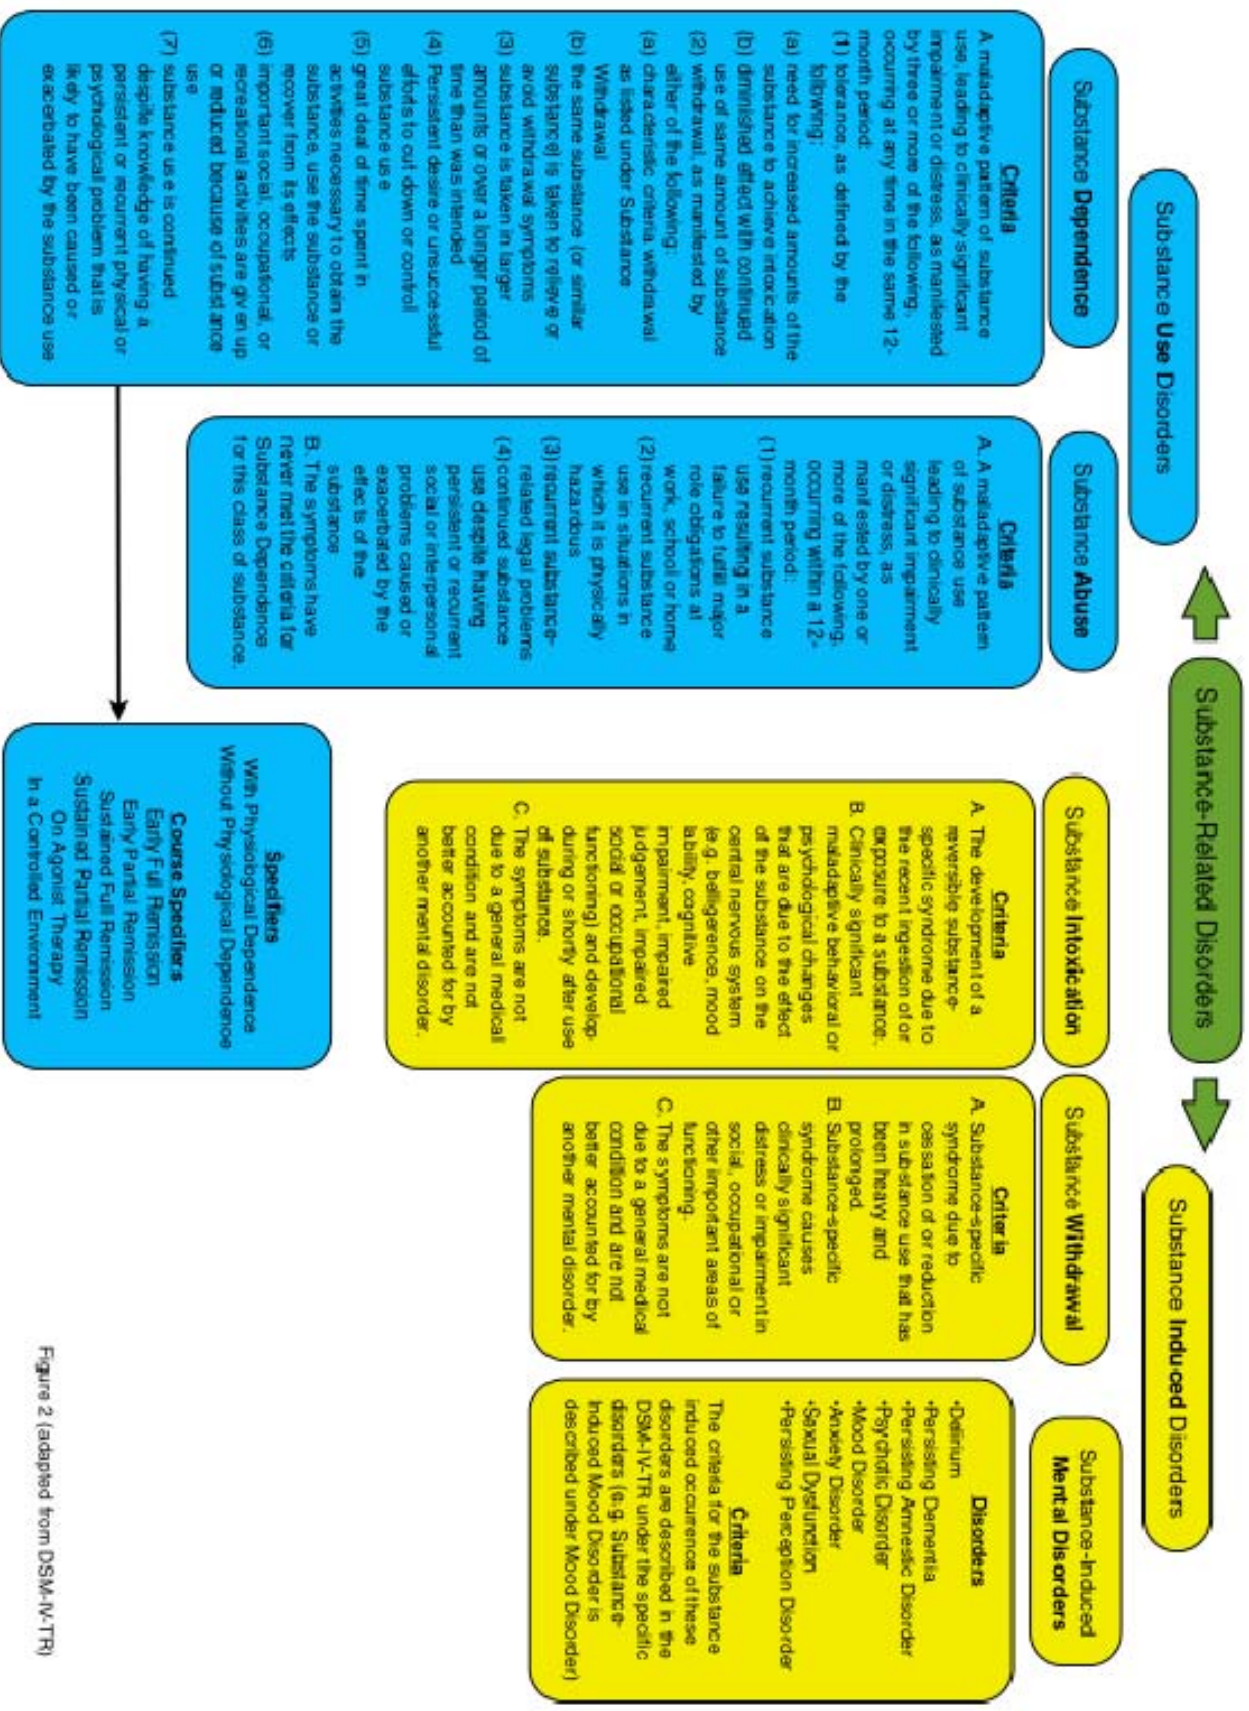 Substance-Related Disorders
Substance Use Disorders
Substance Dependence
Criteria
A maladaptive pattern of substance
use, leading to clinically significant
impairment or distress, as manifested
by three or more of the following,
occurring at any time in the same 12-
month period:
(1) tolerance, as defined by the
following:
(a) need for increased amounts of the
substance to achieve intoxication
(b) diminished effect with continued
use of same amount of substance
(2) withdrawal, as manifested by
either of the following:
(a) characteristic criteria withdrawal
as listed under Substance
Withdrawal
(b) the same substance (or similar
substance) is taken to relieve or
avoid withdrawal symptoms
(3) substance is taken in larger
amounts or over a longer period of
time than was intended
(4) Persistent desire or unsuccessful
efforts to cut down or control
substance use
(5) great deal of time spent in
activities necessary to obtain the
substance, use the substance or
recover from its effects
(6) important social, occupational, or
recreational activities are given up
or reduced because of substance
use
(7) substance use is continued
despite knowledge of having a
persistent or recurrent physical or
psychological problem that is
likely to have been caused or
exacerbated by the substance use
Substance Abuse
Criteria
A. A maladaptive pattern
of substance use
leading to clinically
significant impairment
or distress, as
manifested by one or
more of the following,
occurring within a 12-
month period:
(1) recurrent substance
use resulting in a
failure to fulfill major
role obligations at
work, school or home
(2) recurrent substance
use in situations in
which it is physically
hazardous
(3) recurrent substance-
related legal problems
(4) continued substance
use despite having
persistent or recurrent
social or interpersonal
problems caused or
exacerbated by the
effects of the
substance
B. The symptoms have
never met the criteria for
Substance Dependence
for this class of substance.
Specifiers
With Physiological Dependence
Without Physiological Dependence
Course Specifiers
Early Full Remission
Early Partial Remission
Sustained Full Remission
Sustained Partial Remission
On Agonist Therapy
In a Controlled Environment
Substance Induced Disorders
Substance Intoxication
Criteria
A. The development of a
reversible substance-
specific syndrome due to
the recent ingestion of or
exposure to a substance.
B. Clinically significant
maladaptive behavioral or
psychological changes
that are due to the effect
of the substance on the
central nervous system
(e.g. belligerence, mood
lability, cognitive
impairment, impaired
judgement, impaired
social or occupational
functioning) and develop
during or shortly after use
of substance.
C. The symptoms are not
due to a general medical
condition and are not
better accounted for by
another mental disorder.
Substance Withdrawal
Criteria
A. Substance-specific
syndrome due to
cessation of or reduction
in substance use that has
been heavy and
prolonged.
B. Substance-specific
syndrome causes
clinically significant
distress or impairment in
social, occupational or
other important areas of
functioning.
C. The symptoms are not
due to a general medical
condition and are not
better accounted for by
another mental disorder.
Substance-Induced
Mental Disorders
Disorders
•Delirium
•Persisting Dementia
•Persisting Amnestic Disorder
•Psychotic Disorder
•Mood Disorder
•Anxiety Disorder
•Sexual Dysfunction
•Persisting Perception Disorder
Criteria
The criteria for the substance
induced occurrence of these
disorders are described in the
DSM-IV-TR under the specific
disorders (e.g. Substance-
Induced Mood Disorder is
described under Mood Disorder)
Figure 2 (adapted from DSM-IV-TR)